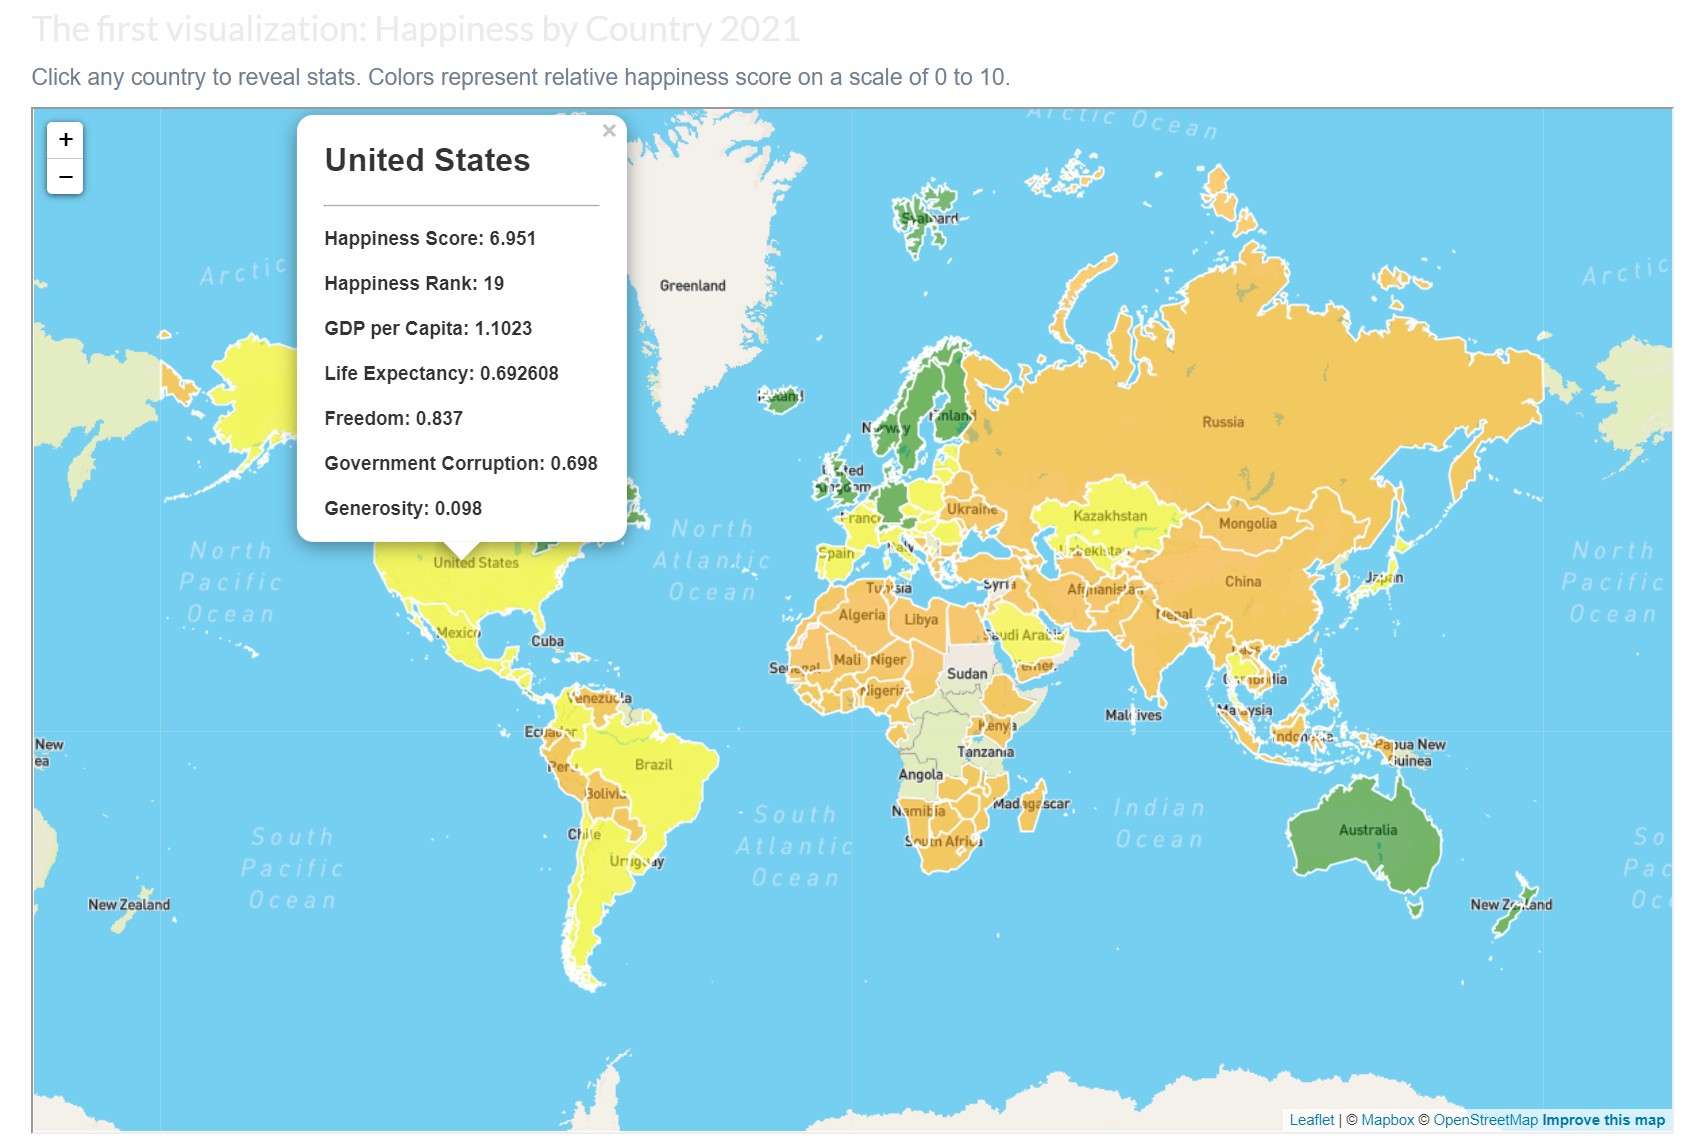 The first visualization: Happiness by Country 2021
Click any country to reveal stats. Colors represent relative happiness score on a scale of 0 to 10.
+
−
×
United States
Happiness Score: 6.951
Happiness Rank: 19
GDP per Capita: 1.1023
Life Expectancy: 0.692608
Freedom: 0.837
Government Corruption: 0.698
Generosity: 0.098
Arctic Ocean
Arctic
Arctic
Svalbard
Greenland
Iceland
Norway
Finland
Russia
United
Kingdom
France
Spain
Italy
Ukraine
Kazakhstan
Uzbekistan
Mongolia
China
Japan
Afghanistan
Nepal
Syria
Tunisia
Algeria
Libya
Saudi Arabia
Yemen
Senegal
Mali
Niger
Nigeria
Sudan
Kenya
Tanzania
Angola
Namibia
South Africa
Madagascar
Maldives
Laos
Cambodia
Malaysia
Indonesia
Papua New
Guinea
Australia
New Zealand
New Zealand
New
ea
United States
Mexico
Cuba
Venezuela
Ecuador
Peru
Brazil
Bolivia
Chile
Uruguay
North
Pacific
Ocean
North
Atlantic
Ocean
North
Pacific
Ocean
South
Pacific
Ocean
South
Atlantic
Ocean
Indian
Ocean
So
Pac
Oc
Leaflet | © Mapbox © OpenStreetMap Improve this map